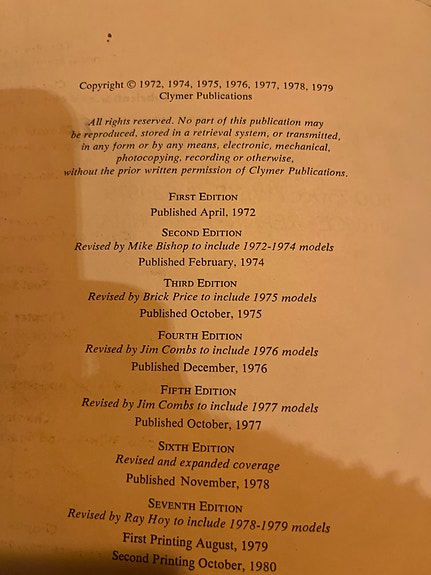 Copyright © 1972, 1974, 1975, 1976, 1977, 1978, 1979
Clymer Publications
All rights reserved. No part of this publication may
be reproduced, stored in a retrieval system, or transmitted,
in any form or by any means, electronic, mechanical,
photocopying, recording or otherwise,
without the prior written permission of Clymer Publications.
FIRST EDITION
Published April, 1972
SECOND EDITION
Revised by Mike Bishop to include 1972-1974 models
Published February, 1974
THIRD EDITION
Revised by Brick Price to include 1975 models
Published October, 1975
FOURTH EDITION
Revised by Jim Combs to include 1976 models
Published December, 1976
FIFTH EDITION
Revised by Jim Combs to include 1977 models
Published October, 1977
SIXTH EDITION
Revised and expanded coverage
Published November, 1978
SEVENTH EDITION
Revised by Ray Hoy to include 1978-1979 models
First Printing August, 1979
Second Printing October, 1980